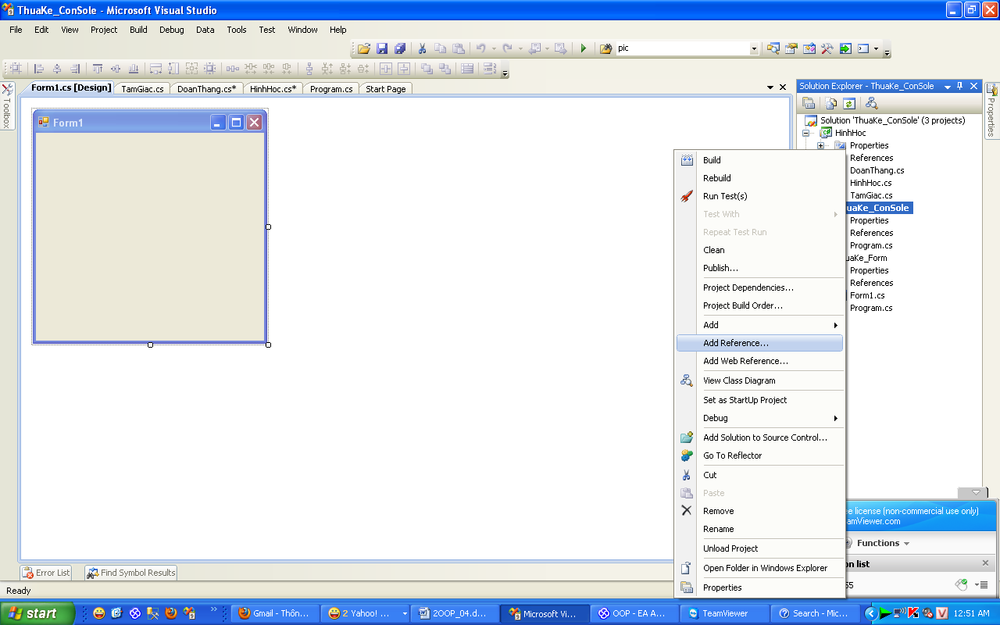 ThuaKe_ConSole - Microsoft Visual Studio
File Edit View Project Build Debug Data Tools Test Window Help
pic
Form1.cs [Design] TamGiac.cs DoanThang.cs* HinhHoc.cs* Program.cs Start Page
Toolbox
Form1
Solution Explorer - ThuaKe_ConSole
Properties
Solution 'ThuaKe_ConSole' (3 projects)
HinhHoc
Properties
References
DoanThang.cs
HinhHoc.cs
TamGiac.cs
uaKe_ConSole
Properties
References
Program.cs
uaKe_Form
Properties
References
Form1.cs
Program.cs
Build
Rebuild
Run Test(s)
Test With
Repeat Test Run
Clean
Publish...
Project Dependencies...
Project Build Order...
Add
Add Reference...
Add Web Reference...
View Class Diagram
Set as StartUp Project
Debug
Add Solution to Source Control...
Go To Reflector
Cut
Paste
Remove
Rename
Unload Project
Open Folder in Windows Explorer
Properties
ee license (non-commercial use only)
amViewer.com
Functions
on list
55
Error List Find Symbol Results
Ready
start
Gmail - Thôn... 2 Yahoo! ... 2OOP_04.d... Microsoft Vi... OOP - EA A... TeamViewer Search - Mic... 12:51 AM